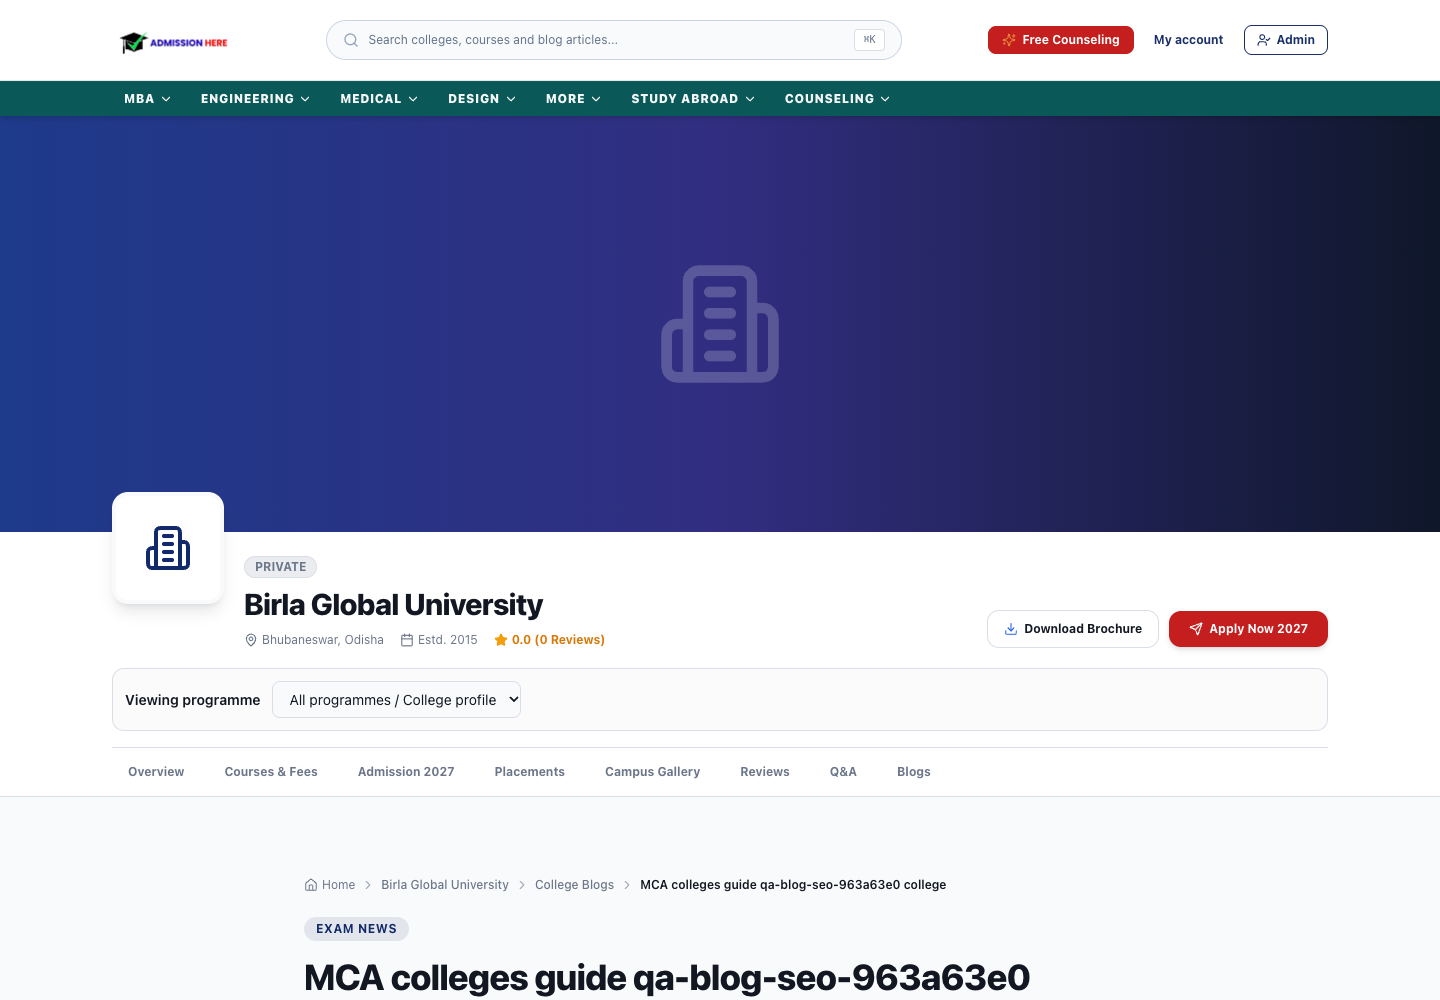 ADMISSION HERE
Search colleges, courses and blog articles...
⌘K
Free Counseling
My account
Admin
MBA
ENGINEERING
MEDICAL
DESIGN
MORE
STUDY ABROAD
COUNSELING
PRIVATE
Birla Global University
Bhubaneswar, Odisha
Estd. 2015
0.0 (0 Reviews)
Download Brochure
Apply Now 2027
Viewing programme
All programmes / College profile
Overview
Courses & Fees
Admission 2027
Placements
Campus Gallery
Reviews
Q&A
Blogs
Home
Birla Global University
College Blogs
MCA colleges guide qa-blog-seo-963a63e0 college
EXAM NEWS
MCA colleges guide qa-blog-seo-963a63e0